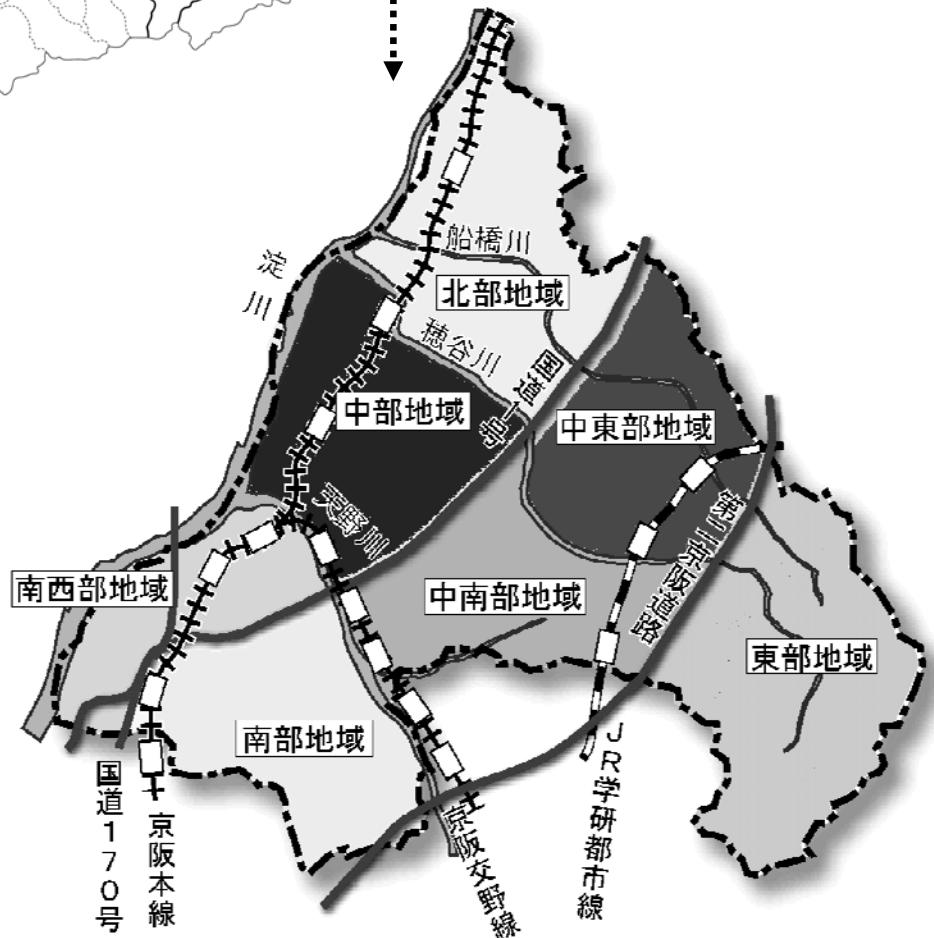 船橋川
淀川
北部地域
穂谷川
国道一号
中部地域
中東部地域
天野川
第二京阪道路
南西部地域
中南部地域
東部地域
南部地域
国道170号
京阪本線
京阪交野線
JR学研都市線